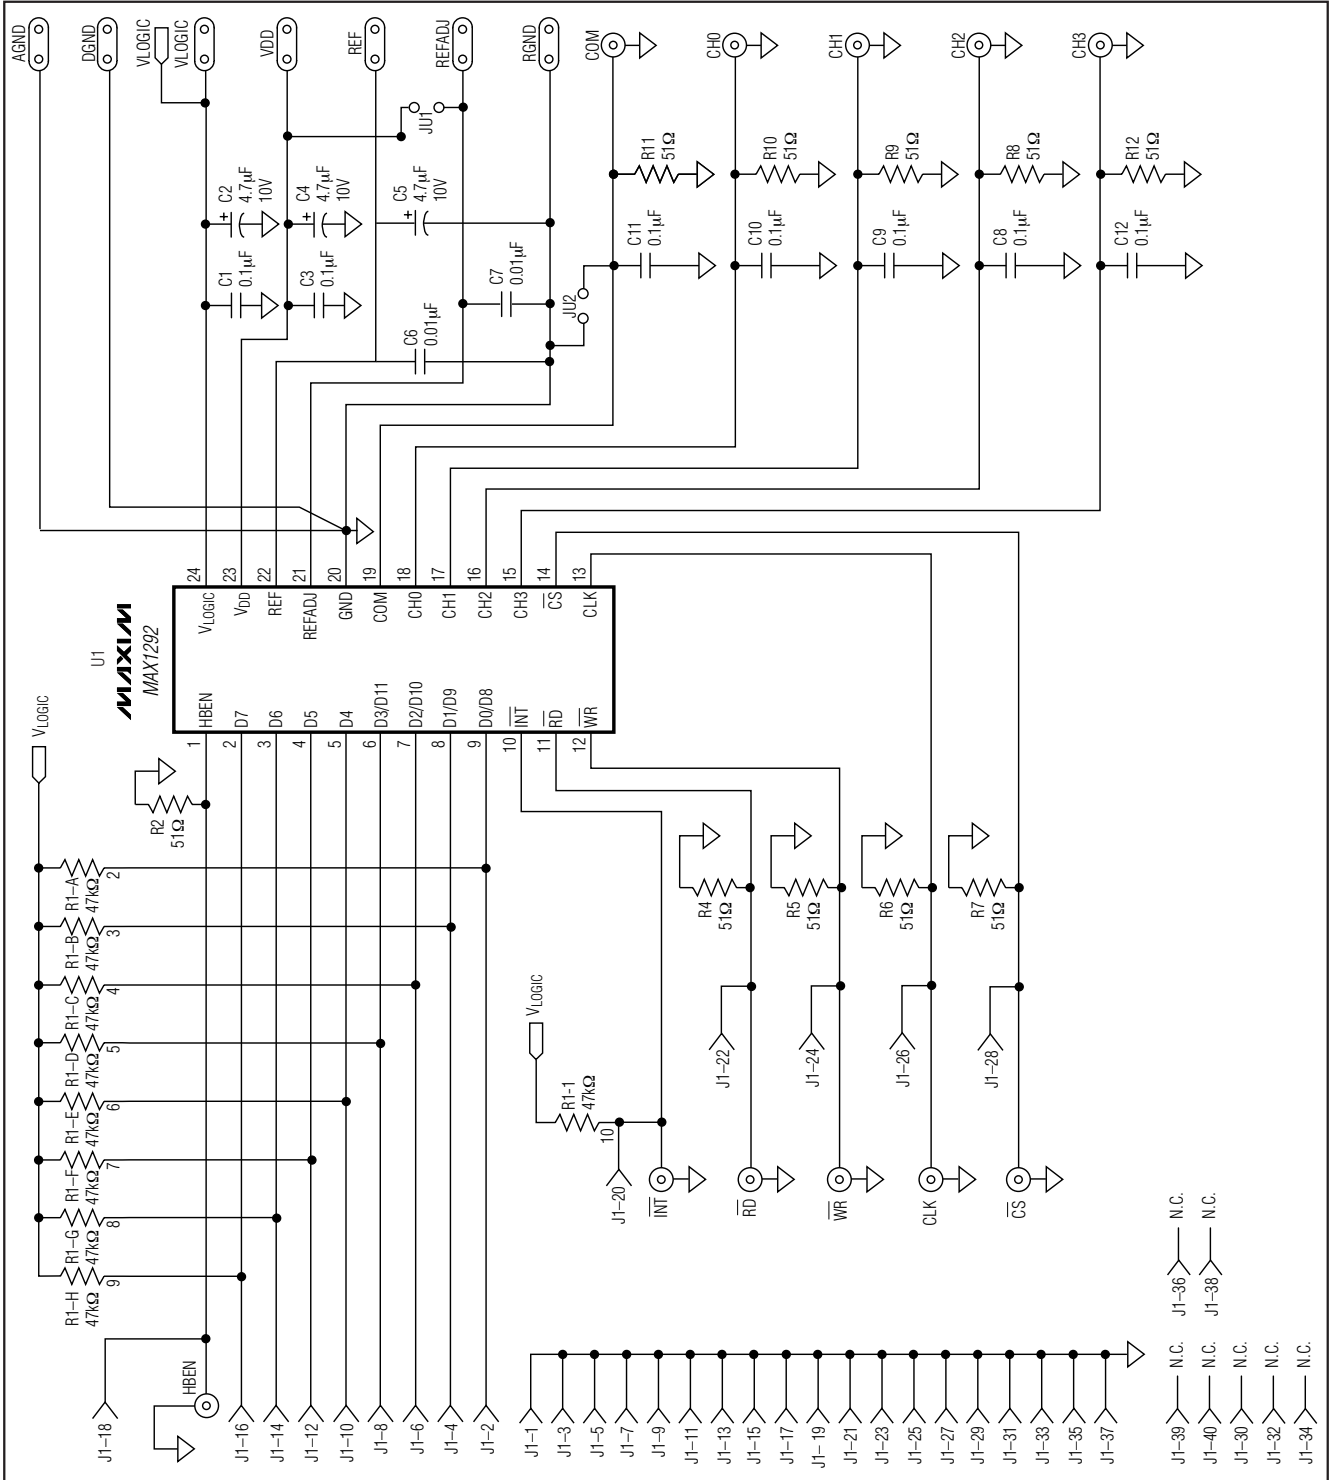 AGND
DGND
VLOGIC
VLOGIC
VDD
REF
REFADJ
RGND
COM
CH0
CH1
CH2
CH3
JU1
C2
4.7µF
10V
C4
4.7µF
10V
C5
4.7µF
10V
R11
51Ω
R10
51Ω
R9
51Ω
R8
51Ω
R12
51Ω
C1
0.1µF
C3
0.1µF
C6
0.01µF
C7
0.01µF
JU2
C11
0.1µF
C10
0.1µF
C9
0.1µF
C8
0.1µF
C12
0.1µF
24
23
22
21
20
19
18
17
16
15
14
13
VLOGIC
VDD
REF
REFADJ
GND
COM
CH0
CH1
CH2
CH3
CS
CLK
U1
MAXIM
MAX1292
HBEN
D7
D6
D5
D4
D3/D11
D2/D10
D1/D9
D0/D8
INT
RD
WR
1
2
3
4
5
6
7
8
9
10
11
12
VLOGIC
R2
51Ω
R1–A
47kΩ
2
R1–B
47kΩ
3
R1–C
47kΩ
4
R1–D
47kΩ
5
R1–E
47kΩ
6
R1–F
47kΩ
7
R1–G
47kΩ
8
R1–H
47kΩ
9
R4
51Ω
R5
51Ω
R6
51Ω
R7
51Ω
VLOGIC
R1-1
47kΩ
10
J1–20
J1–22
J1–24
J1–26
J1–28
INT
RD
WR
CLK
CS
J1–18
HBEN
J1–16
J1–14
J1–12
J1–10
J1–8
J1–6
J1–4
J1–2
J1–1
J1–3
J1–5
J1–7
J1–9
J1–11
J1–13
J1–15
J1–17
J1– 19
J1–21
J1–23
J1–25
J1–27
J1–29
J1–31
J1–33
J1–35
J1–37
J1–36 N.C.
J1–38 N.C.
J1–39 N.C.
J1–40 N.C.
J1–30 N.C.
J1–32 N.C.
J1–34 N.C.